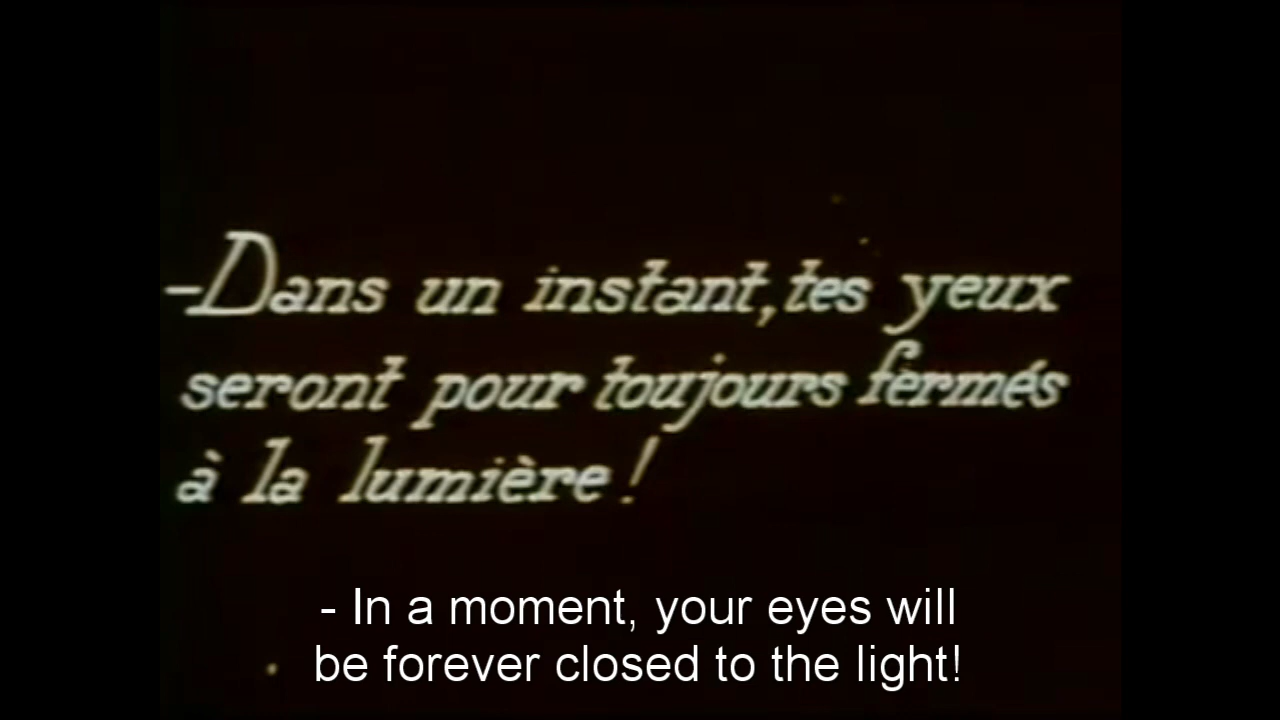 -Dans un instant, tes yeux
seront pour toujours fermés
à la lumière !
- In a moment, your eyes will
be forever closed to the light!